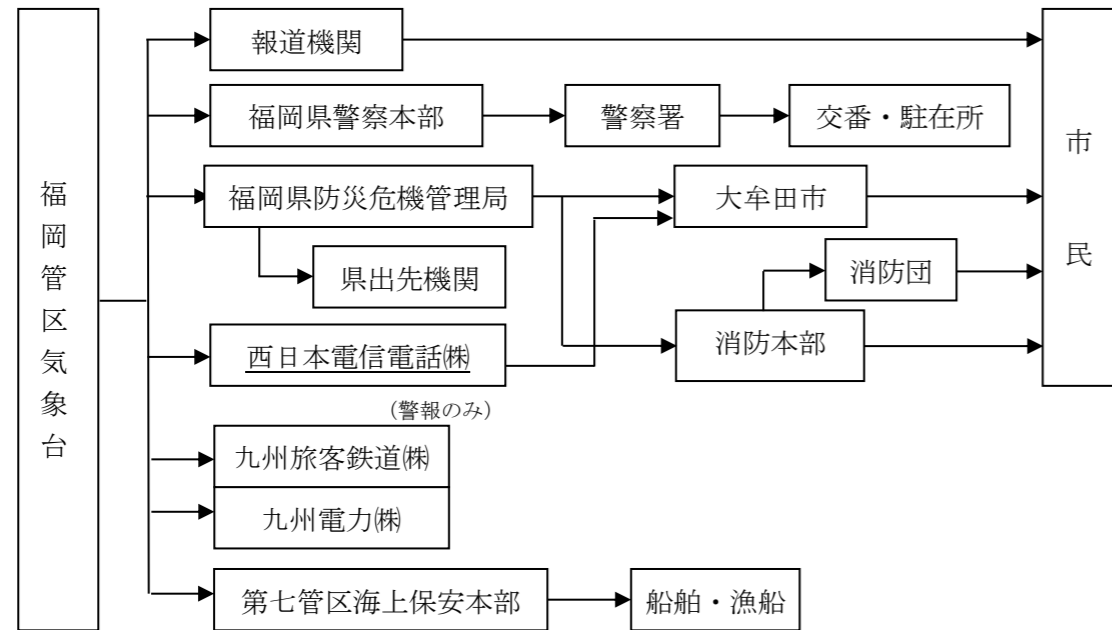 福岡管区気象台
報道機関
福岡県警察本部
警察署
交番・駐在所
福岡県防災危機管理局
大牟田市
県出先機関
消防団
西日本電信電話㈱
消防本部
(警報のみ)
九州旅客鉄道㈱
九州電力㈱
第七管区海上保安本部
船舶・漁船
市民